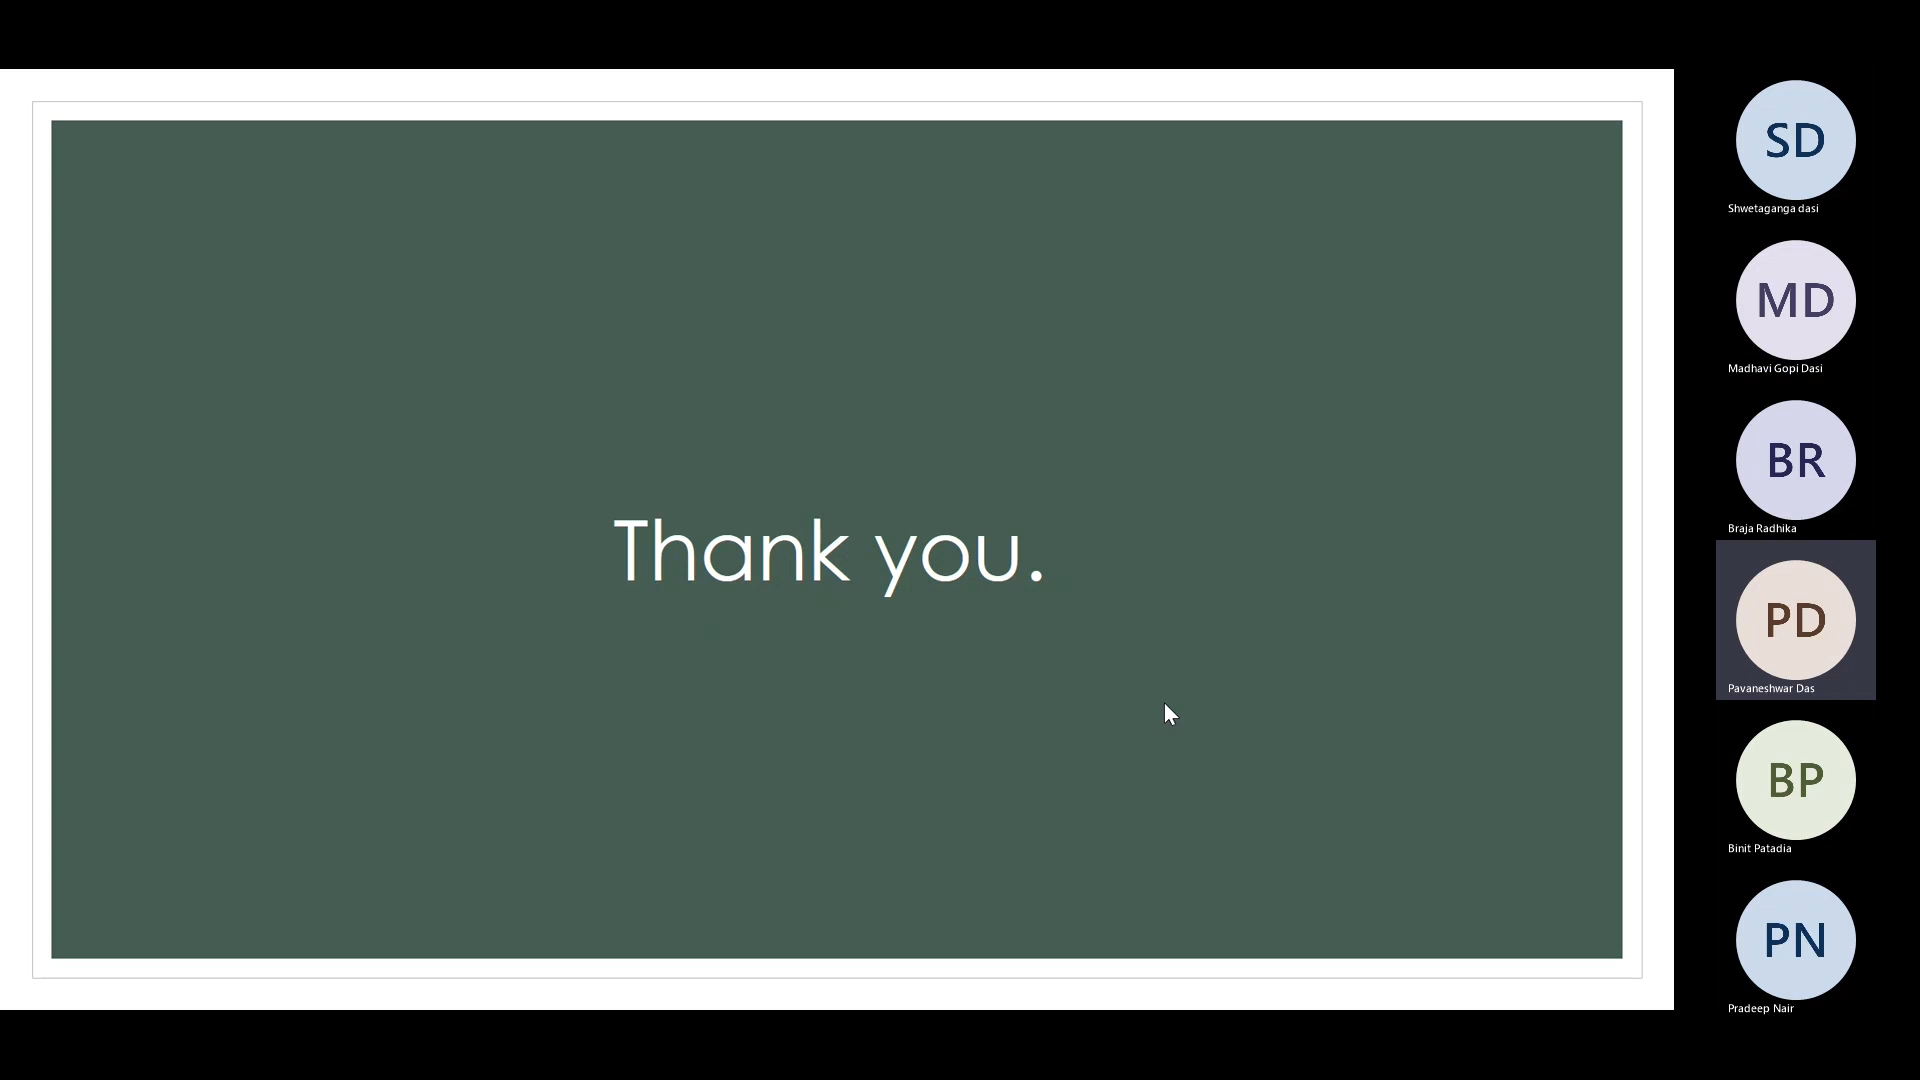 Thank you.
SD
Shwetaganga dasi
MD
Madhavi Gopi Dasi
BR
Braja Radhika
PD
Pavaneshwar Das
BP
Binit Patadia
PN
Pradeep Nair